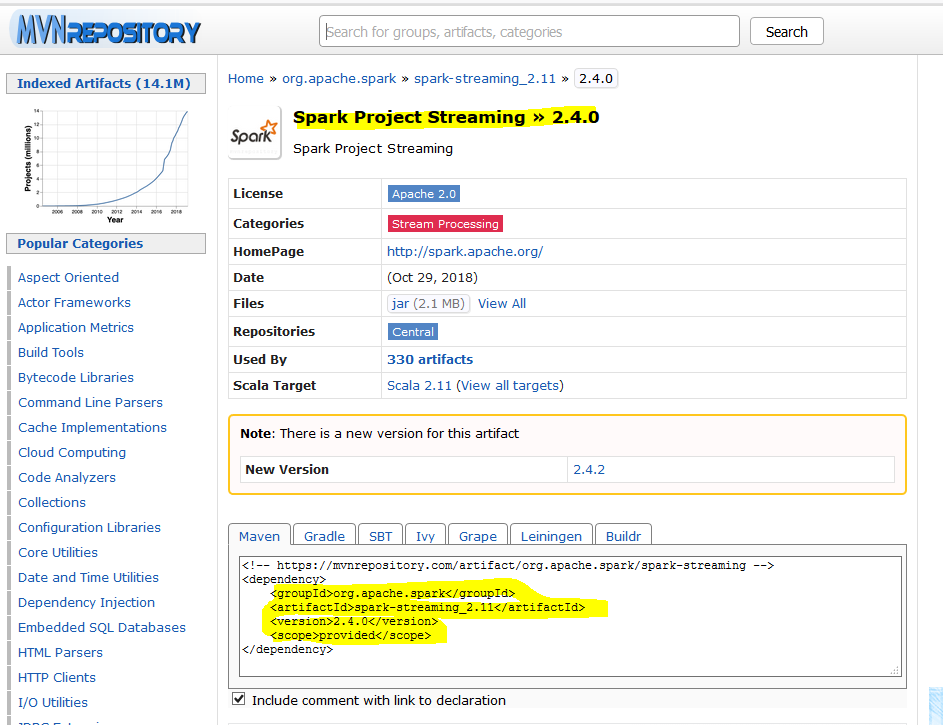 MVNREPOSITORY
Search for groups, artifacts, categories
Search
Indexed Artifacts (14.1M)
Projects (millions)
14
12
10
8
6
4
2
0
2006 2008 2010 2012 2014 2016 2018
Year
Popular Categories
Aspect Oriented
Actor Frameworks
Application Metrics
Build Tools
Bytecode Libraries
Command Line Parsers
Cache Implementations
Cloud Computing
Code Analyzers
Collections
Configuration Libraries
Core Utilities
Date and Time Utilities
Dependency Injection
Embedded SQL Databases
HTML Parsers
HTTP Clients
I/O Utilities
Home » org.apache.spark » spark-streaming_2.11 » 2.4.0
Spark
Spark Project Streaming » 2.4.0
Spark Project Streaming
License Apache 2.0
Categories Stream Processing
HomePage http://spark.apache.org/
Date (Oct 29, 2018)
Files jar (2.1 MB) View All
Repositories Central
Used By 330 artifacts
Scala Target Scala 2.11 (View all targets)
Note: There is a new version for this artifact
New Version 2.4.2
Maven Gradle SBT Ivy Grape Leiningen Buildr
<!-- https://mvnrepository.com/artifact/org.apache.spark/spark-streaming -->
<dependency>
<groupId>org.apache.spark</groupId>
<artifactId>spark-streaming_2.11</artifactId>
<version>2.4.0</version>
<scope>provided</scope>
</dependency>
Include comment with link to declaration